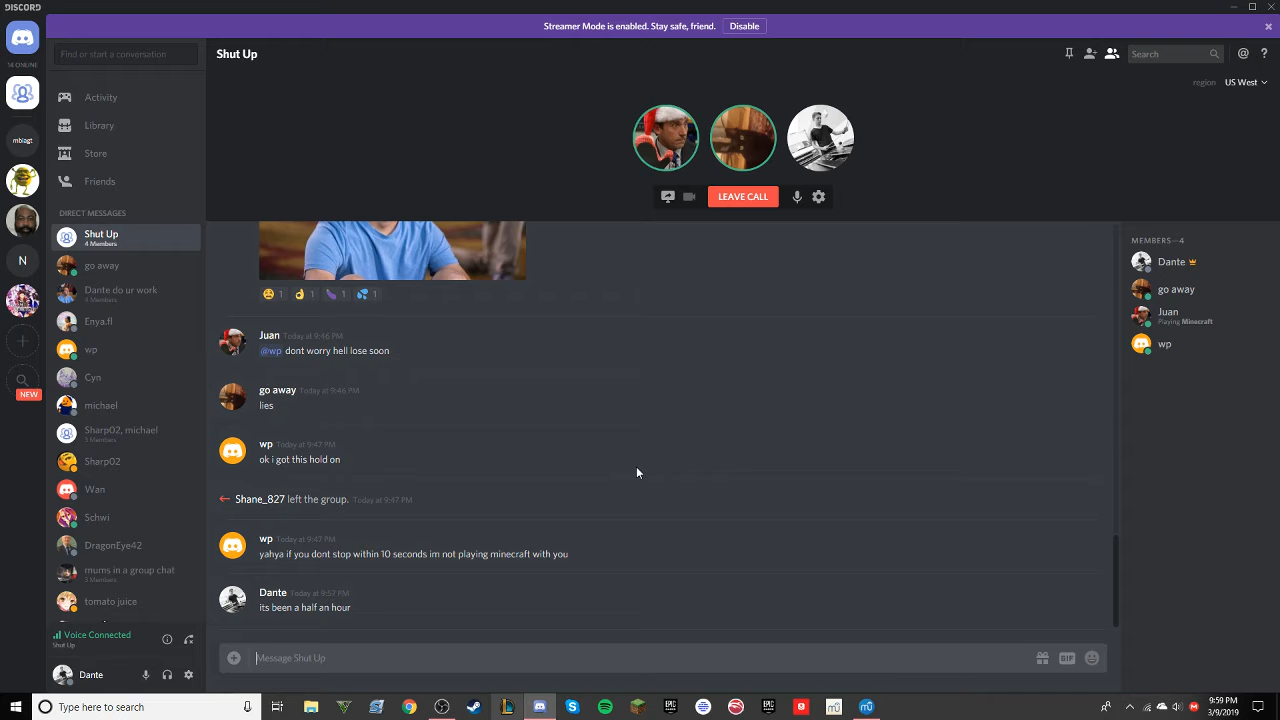 DISCORD
Streamer Mode is enabled. Stay safe, friend. Disable
14 ONLINE
mblagt
N
NEW
Find or start a conversation
Activity
Library
Store
Friends
DIRECT MESSAGES
Shut Up
4 Members
go away
Dante do ur work
4 Members
Enya.fl
wp
Cyn
michael
Sharp02, michael
3 Members
Sharp02
Wan
Schwi
DragonEye42
mums in a group chat
3 Members
tomato juice
Voice Connected
Shut Up
Dante
Shut Up
Search
region US West
LEAVE CALL
1 1 1 1
Juan Today at 9:46 PM
@wp dont worry hell lose soon
go away Today at 9:46 PM
lies
wp Today at 9:47 PM
ok i got this hold on
Shane_827 left the group. Today at 9:47 PM
wp Today at 9:47 PM
yahya if you dont stop within 10 seconds im not playing minecraft with you
Dante Today at 9:57 PM
its been a half an hour
Message Shut Up
GIF
MEMBERS—4
Dante
go away
Juan
Playing Minecraft
wp
Type here to search
9:59 PM
3/9/2019